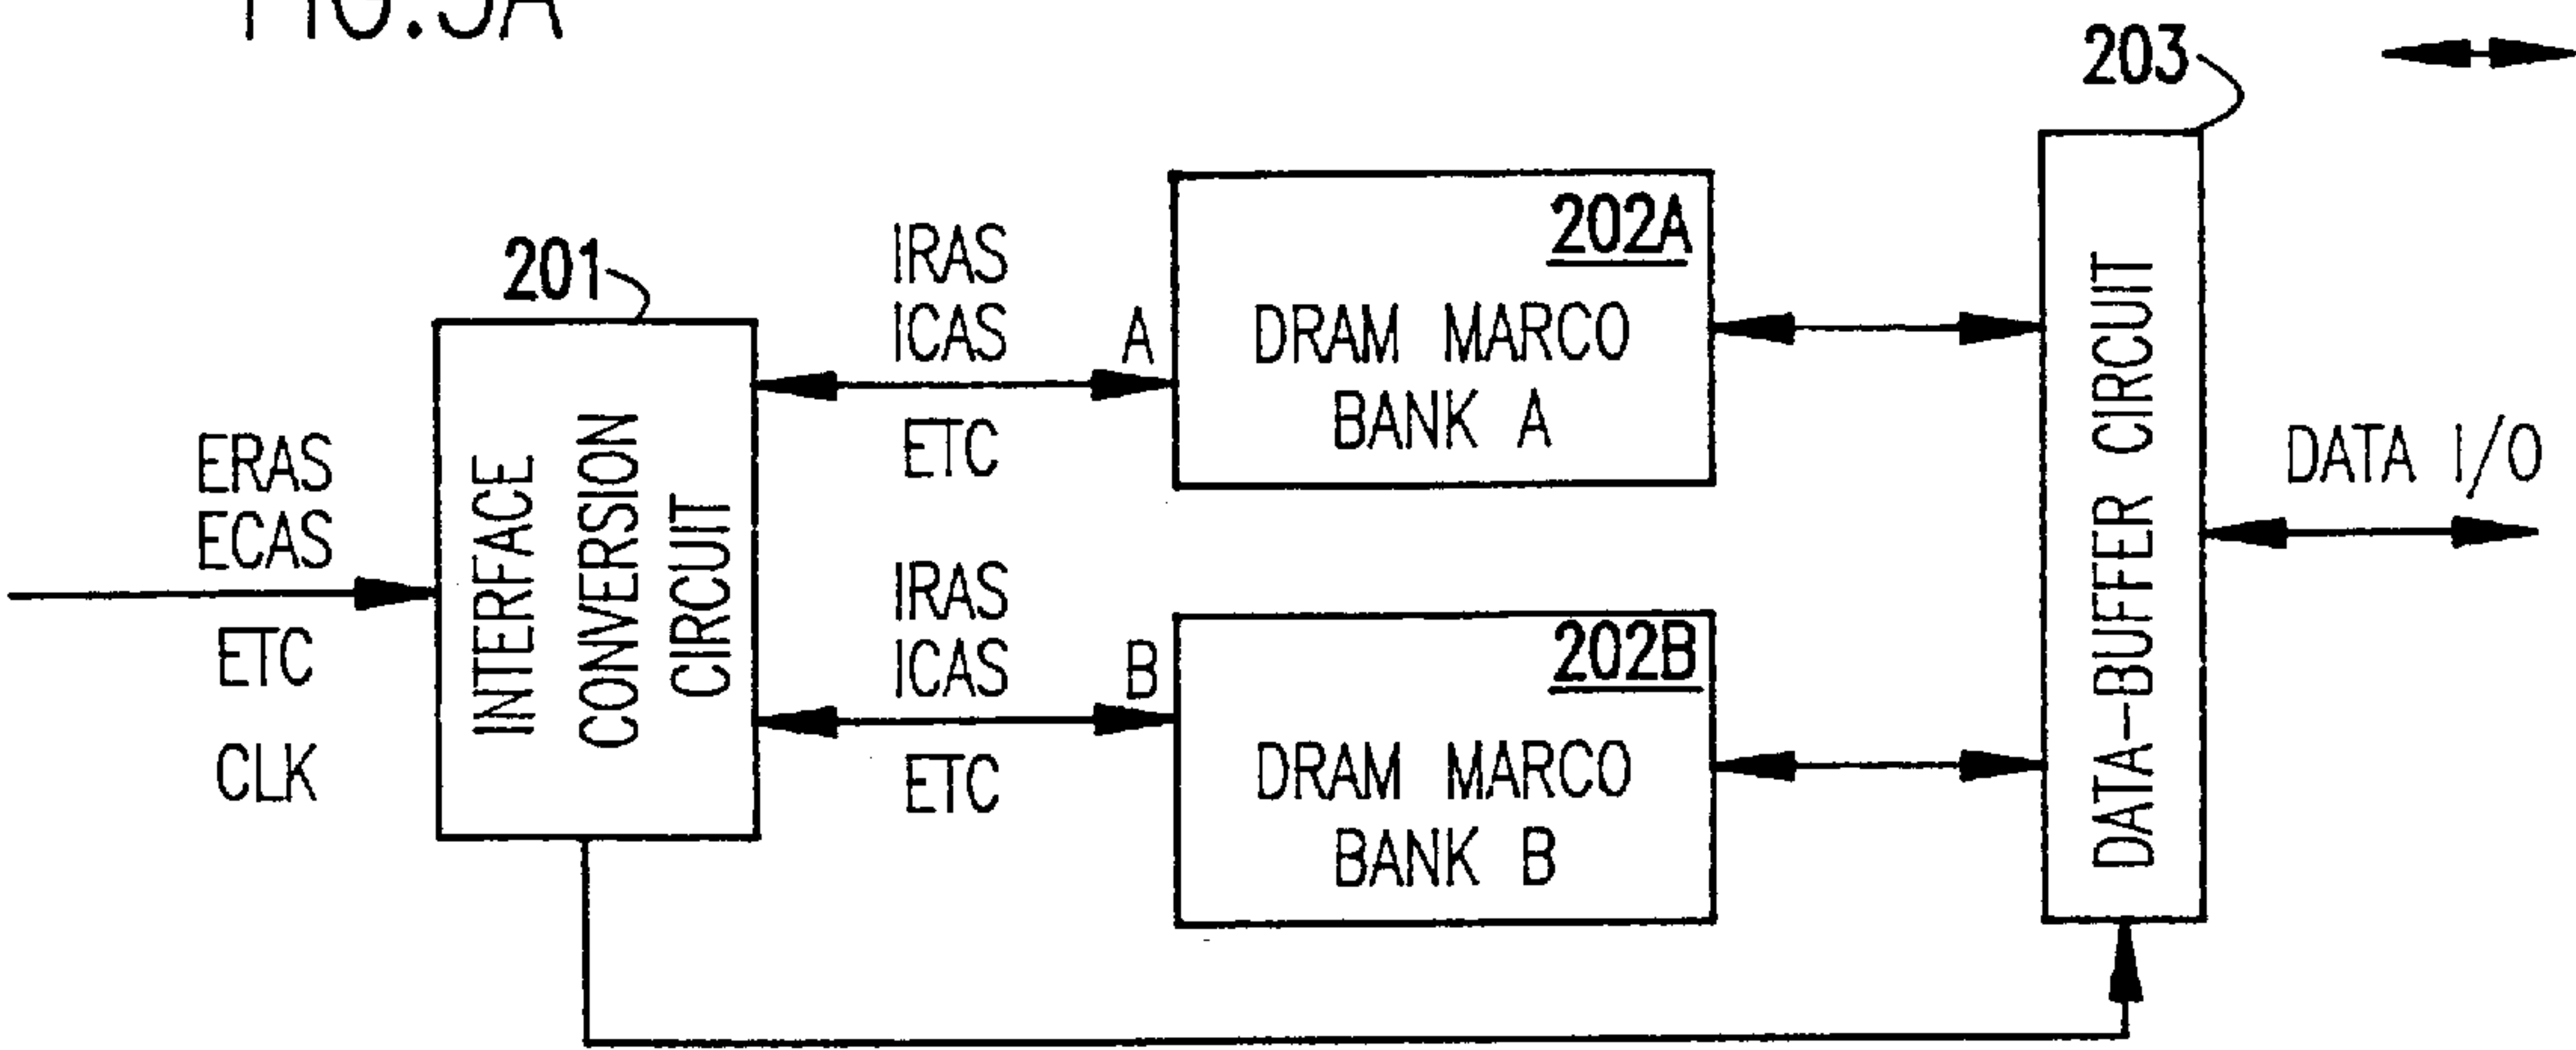 203
202A
201
IRAS
ICAS
A
DRAM MARCO
BANK A
ETC
ERAS
ECAS
ETC
CLK
INTERFACE
CONVERSION
CIRCUIT
IRAS
ICAS
B
ETC
202B
DRAM MARCO
BANK B
DATA-BUFFER CIRCUIT
DATA I/O